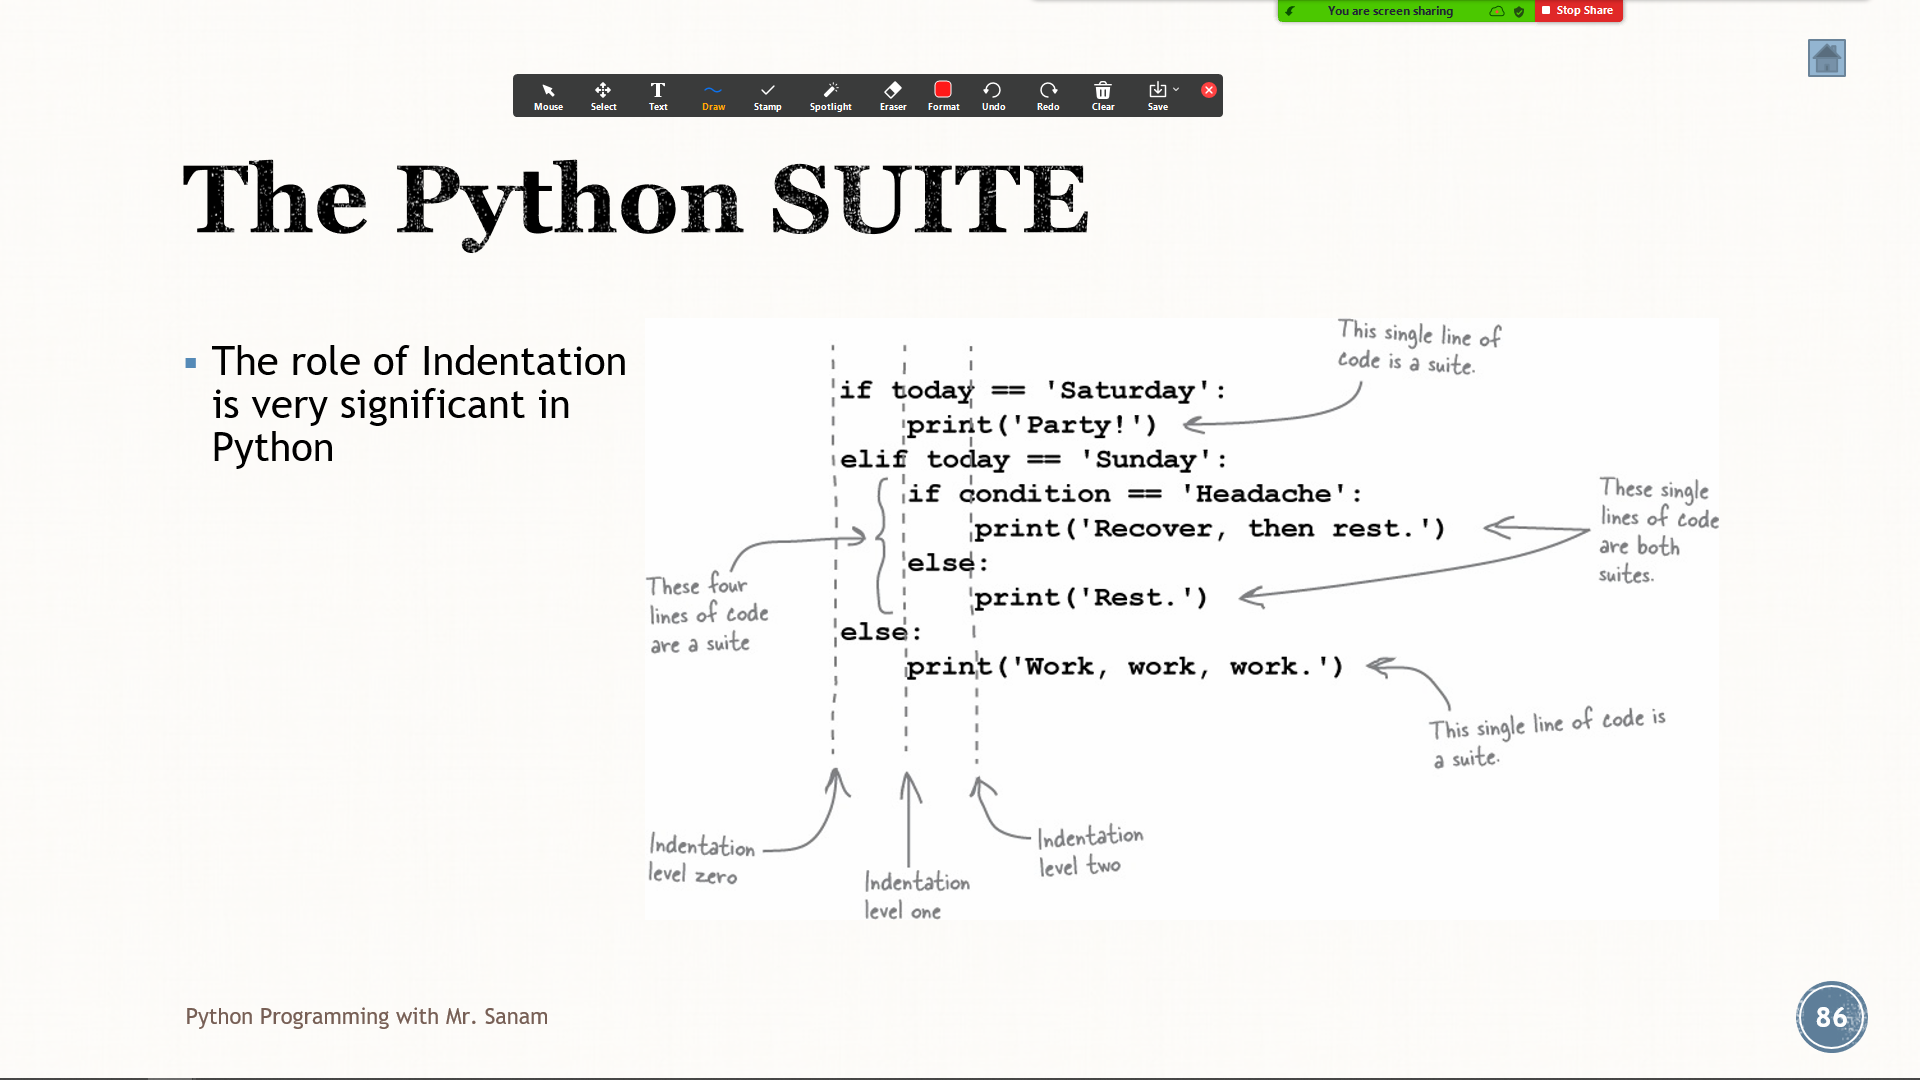 You are screen sharing
Stop Share
Mouse Select Text Draw Stamp Spotlight Eraser Format Undo Redo Clear Save
The Python SUITE
The role of Indentation
is very significant in
Python
This single line of
code is a suite.
if today == 'Saturday':
    print('Party!')
elif today == 'Sunday':
    if condition == 'Headache':
        print('Recover, then rest.')
    else:
        print('Rest.')
else:
    print('Work, work, work.')
These single
lines of code
are both
suites.
These four
lines of code
are a suite
This single line of code is
a suite.
Indentation
level zero
Indentation
level one
Indentation
level two
Python Programming with Mr. Sanam
86